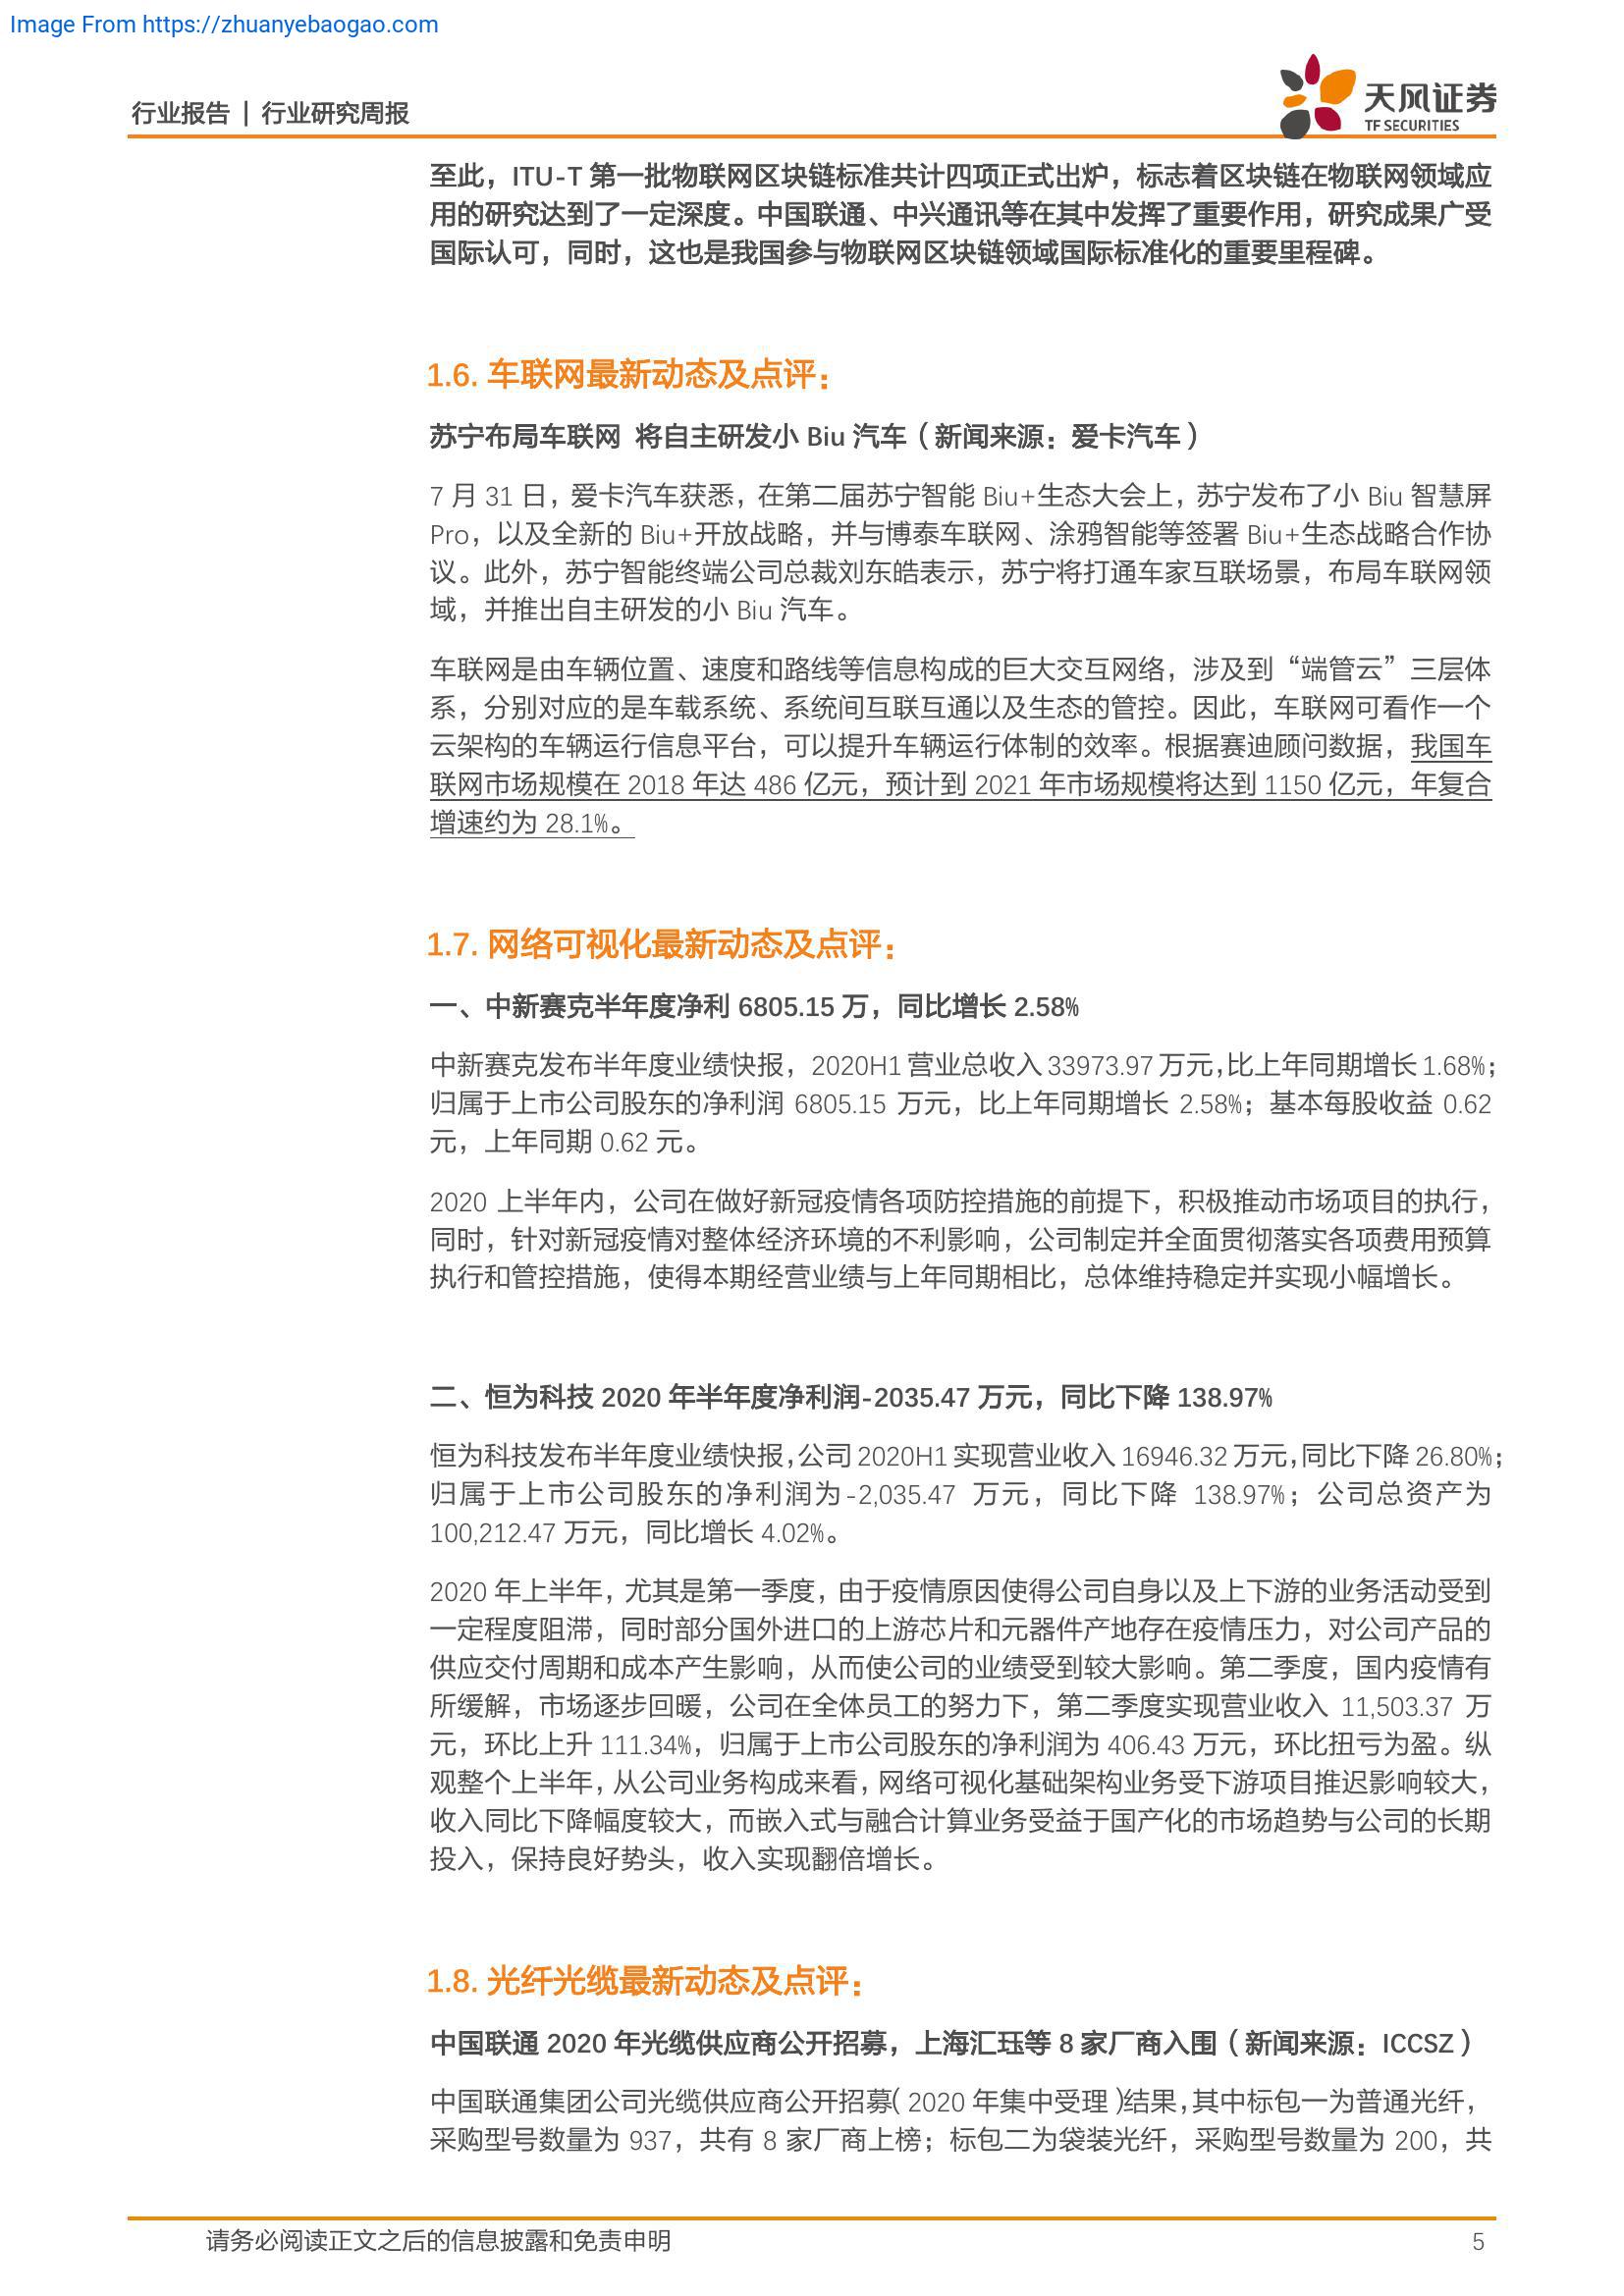 Image From https://zhuanyebaogao.com
行业报告 | 行业研究周报
天风证券
TF SECURITIES
至此，ITU-T 第一批物联网区块链标准共计四项正式出炉，标志着区块链在物联网领域应
用的研究达到了一定深度。中国联通、中兴通讯等在其中发挥了重要作用，研究成果广受
国际认可，同时，这也是我国参与物联网区块链领域国际标准化的重要里程碑。
1.6. 车联网最新动态及点评：
苏宁布局车联网 将自主研发小 Biu 汽车（新闻来源：爱卡汽车）
7 月 31 日，爱卡汽车获悉，在第二届苏宁智能 Biu+生态大会上，苏宁发布了小 Biu 智慧屏
Pro，以及全新的 Biu+开放战略，并与博泰车联网、涂鸦智能等签署 Biu+生态战略合作协
议。此外，苏宁智能终端公司总裁刘东皓表示，苏宁将打通车家互联场景，布局车联网领
域，并推出自主研发的小 Biu 汽车。
车联网是由车辆位置、速度和路线等信息构成的巨大交互网络，涉及到“端管云”三层体
系，分别对应的是车载系统、系统间互联互通以及生态的管控。因此，车联网可看作一个
云架构的车辆运行信息平台，可以提升车辆运行体制的效率。根据赛迪顾问数据，我国车
联网市场规模在 2018 年达 486 亿元，预计到 2021 年市场规模将达到 1150 亿元，年复合
增速约为 28.1%。
1.7. 网络可视化最新动态及点评：
一、中新赛克半年度净利 6805.15 万，同比增长 2.58%
中新赛克发布半年度业绩快报，2020H1 营业总收入 33973.97 万元,比上年同期增长 1.68%；
归属于上市公司股东的净利润 6805.15 万元，比上年同期增长 2.58%；基本每股收益 0.62
元，上年同期 0.62 元。
2020 上半年内，公司在做好新冠疫情各项防控措施的前提下，积极推动市场项目的执行，
同时，针对新冠疫情对整体经济环境的不利影响，公司制定并全面贯彻落实各项费用预算
执行和管控措施，使得本期经营业绩与上年同期相比，总体维持稳定并实现小幅增长。
二、恒为科技 2020 年半年度净利润-2035.47 万元，同比下降 138.97%
恒为科技发布半年度业绩快报,公司 2020H1 实现营业收入 16946.32 万元,同比下降 26.80%；
归属于上市公司股东的净利润为-2,035.47 万元，同比下降 138.97%；公司总资产为
100,212.47 万元，同比增长 4.02%。
2020 年上半年，尤其是第一季度，由于疫情原因使得公司自身以及上下游的业务活动受到
一定程度阻滞，同时部分国外进口的上游芯片和元器件产地存在疫情压力，对公司产品的
供应交付周期和成本产生影响，从而使公司的业绩受到较大影响。第二季度，国内疫情有
所缓解，市场逐步回暖，公司在全体员工的努力下，第二季度实现营业收入 11,503.37 万
元，环比上升 111.34%，归属于上市公司股东的净利润为 406.43 万元，环比扭亏为盈。纵
观整个上半年，从公司业务构成来看，网络可视化基础架构业务受下游项目推迟影响较大，
收入同比下降幅度较大，而嵌入式与融合计算业务受益于国产化的市场趋势与公司的长期
投入，保持良好势头，收入实现翻倍增长。
1.8. 光纤光缆最新动态及点评：
中国联通 2020 年光缆供应商公开招募，上海汇珏等 8 家厂商入围（新闻来源：ICCSZ）
中国联通集团公司光缆供应商公开招募（2020 年集中受理）结果，其中标包一为普通光纤，
采购型号数量为 937，共有 8 家厂商上榜；标包二为袋装光纤，采购型号数量为 200，共
请务必阅读正文之后的信息披露和免责申明
5